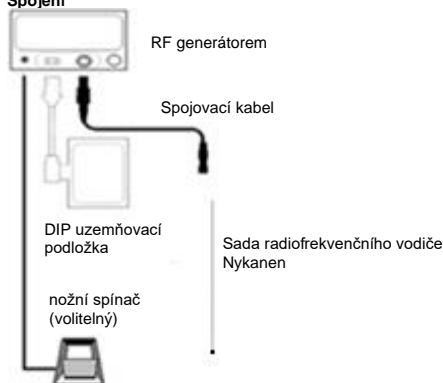 Spojení
RF generátorem
Spojovací kabel
DIP uzemňovací
podložka
Sada radiofrekvenčního vodiče
Nykanen
nožní spínač
(volitelný)